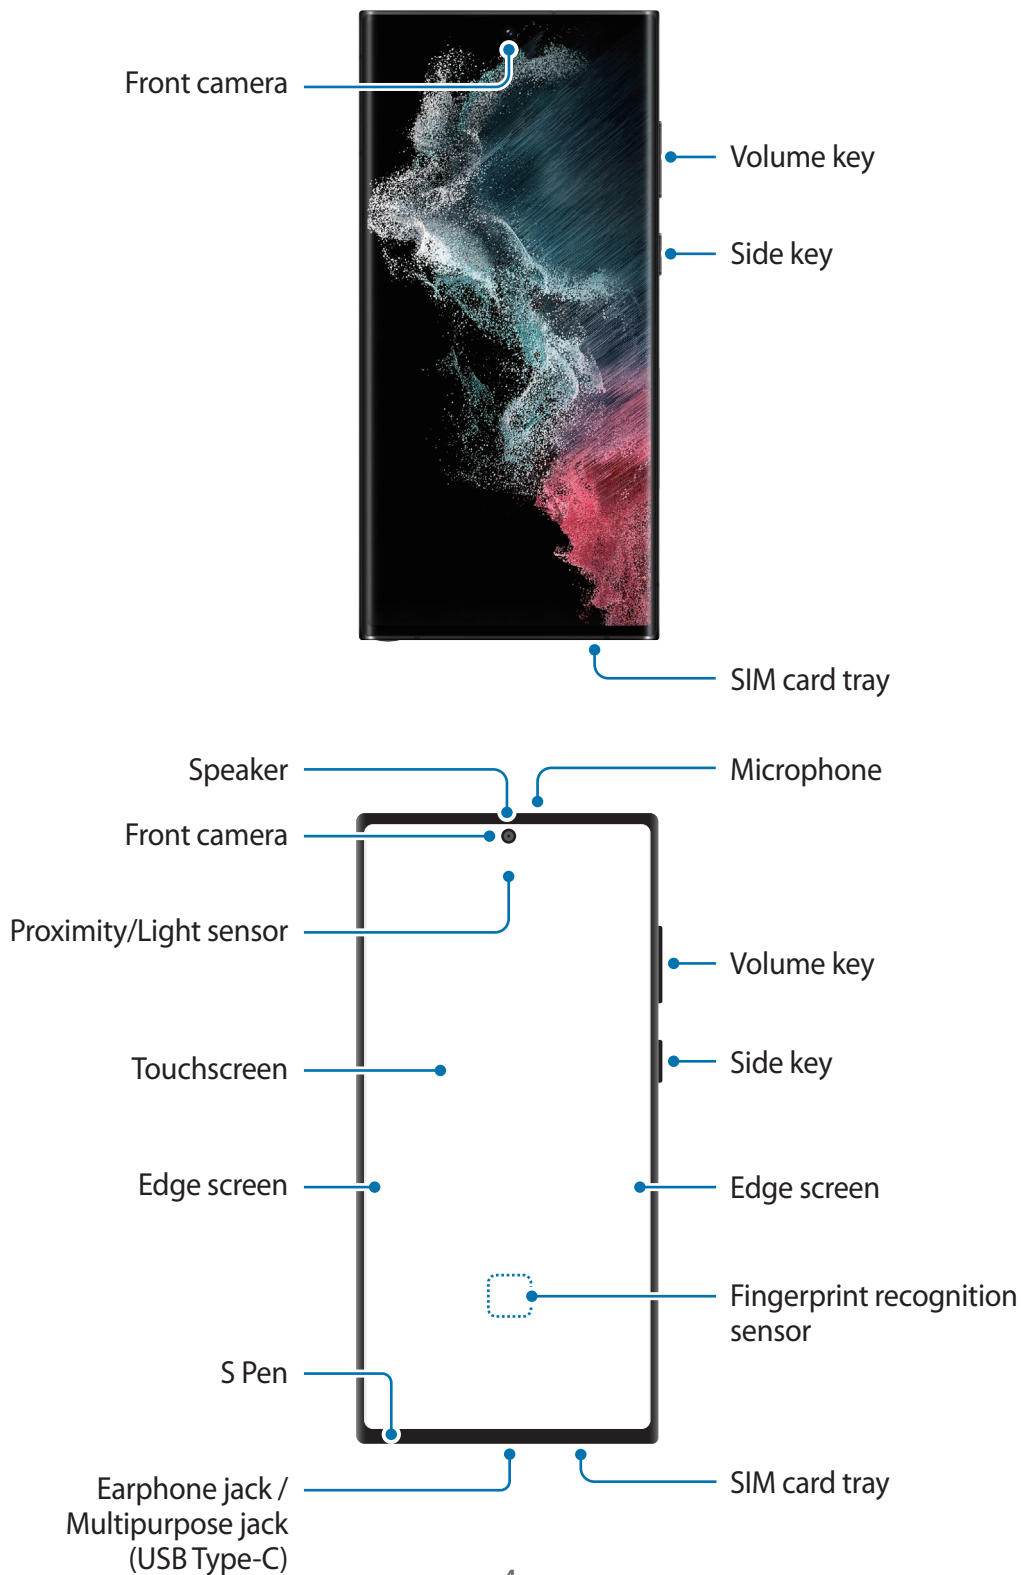 Front camera
Volume key
Side key
SIM card tray
Speaker
Microphone
Front camera
Proximity/Light sensor
Volume key
Touchscreen
Side key
Edge screen
Edge screen
Fingerprint recognition
sensor
S Pen
Earphone jack /
Multipurpose jack
(USB Type-C)
SIM card tray